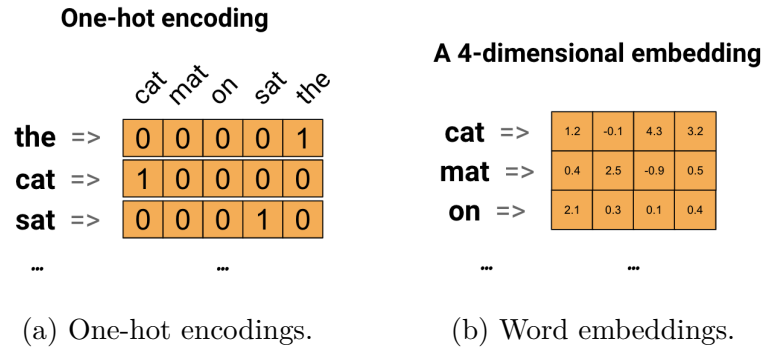 One-hot encoding
cat mat on sat the
the => 0 0 0 0 1
cat => 1 0 0 0 0
sat => 0 0 0 1 0
... ...
(a) One-hot encodings.
A 4-dimensional embedding
cat => 1.2 -0.1 4.3 3.2
mat => 0.4 2.5 -0.9 0.5
on => 2.1 0.3 0.1 0.4
... ...
(b) Word embeddings.